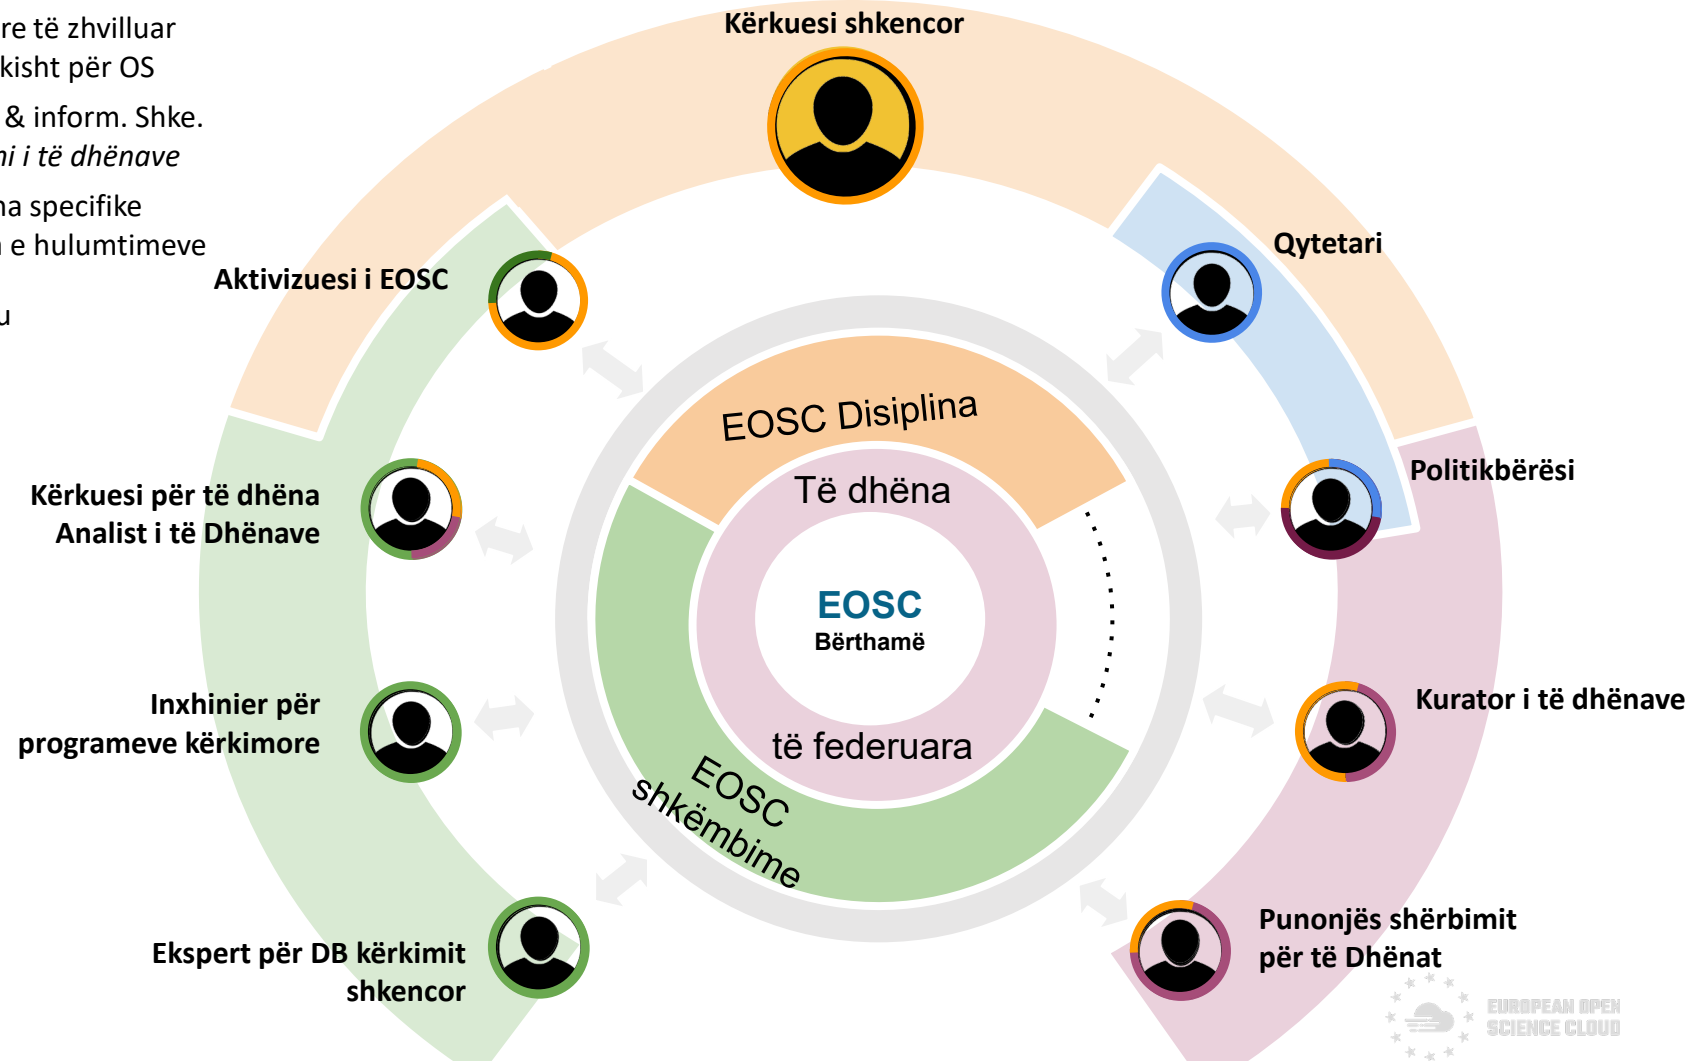 re të zhvilluar
kisht për OS
& inform. Shke.
i të dhënave
specifike
e hulumtimeve
Kërkuesi shkencor
Aktivizuesi i EOSC
Qytetari
Kërkuesi për të dhëna
Analist i të Dhënave
Politikbërësi
Inxhinier për
programeve kërkimore
Kurator i të dhënave
Ekspert për DB kërkimit
shkencor
Punonjës shërbimit
për të Dhënat
EOSC Disiplina
Të dhëna
EOSC
Bërthamë
të federuara
EOSC
shkëmbime
EUROPEAN OPEN
SCIENCE CLOUD